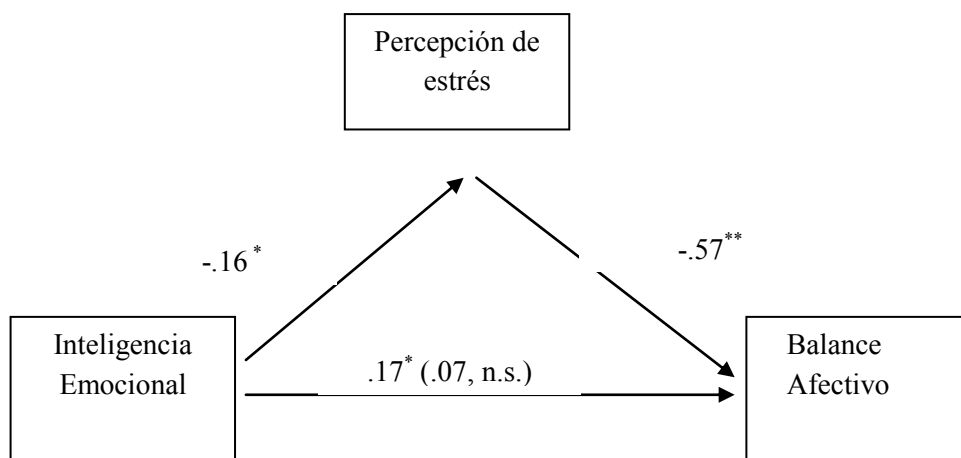 Percepción de
estrés
-.16 *
-.57**
Inteligencia
Emocional
.17* (.07, n.s.)
Balance
Afectivo